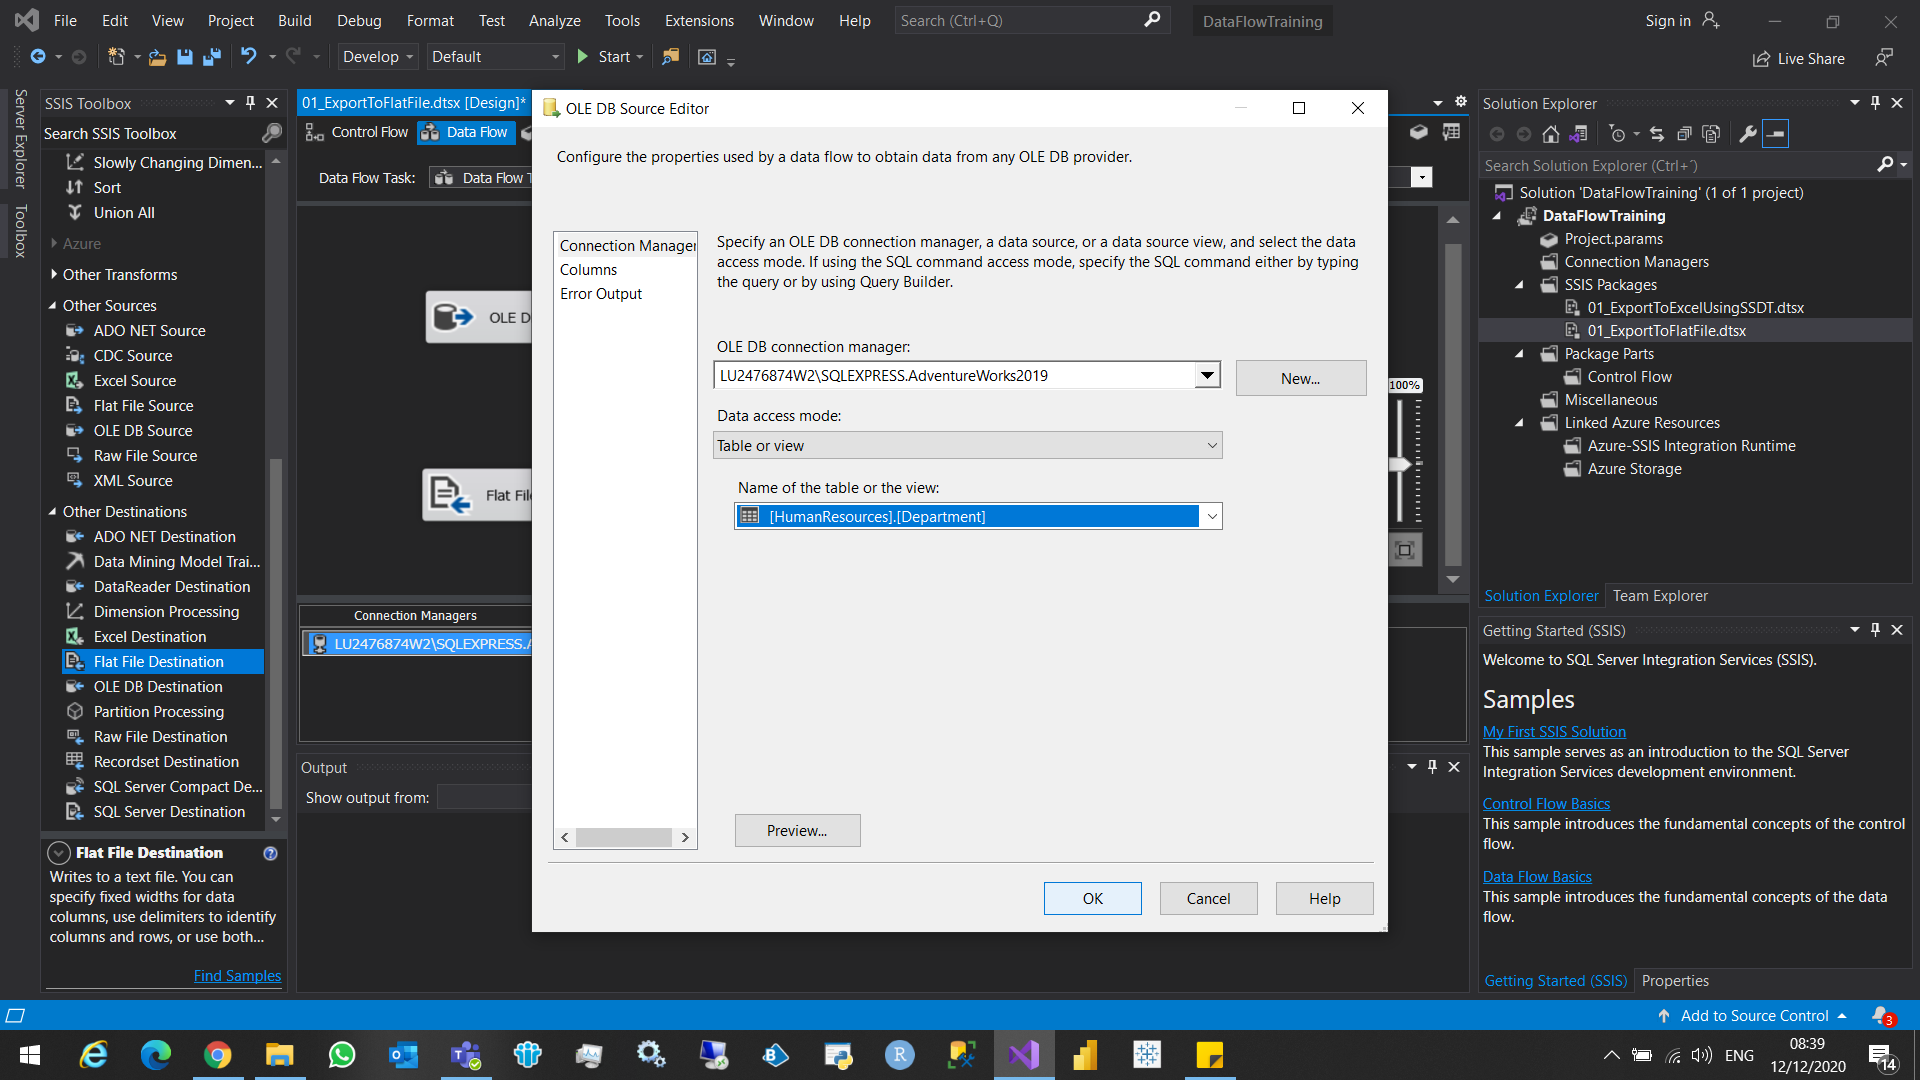 File Edit View Project Build Debug Format Test Analyze Tools Extensions Window Help Search (Ctrl+Q) DataFlowTraining Sign in
Develop Default Start Live Share
Server Explorer
Toolbox
SSIS Toolbox
Search SSIS Toolbox
Slowly Changing Dimen...
Sort
Union All
Azure
Other Transforms
Other Sources
ADO NET Source
CDC Source
Excel Source
Flat File Source
OLE DB Source
Raw File Source
XML Source
Other Destinations
ADO NET Destination
Data Mining Model Trai...
DataReader Destination
Dimension Processing
Excel Destination
Flat File Destination
OLE DB Destination
Partition Processing
Raw File Destination
Recordset Destination
SQL Server Compact De...
SQL Server Destination
Flat File Destination
Writes to a text file. You can
specify fixed widths for data
columns, use delimiters to identify
columns and rows, or use both...
Find Samples
01_ExportToFlatFile.dtsx [Design]*
Control Flow Data Flow
Data Flow Task: Data Flow T
OLE D
Flat Fil
100%
Connection Managers
LU2476874W2\SQLEXPRESS.A
Output
Show output from:
OLE DB Source Editor
Configure the properties used by a data flow to obtain data from any OLE DB provider.
Connection Manager
Columns
Error Output
Specify an OLE DB connection manager, a data source, or a data source view, and select the data
access mode. If using the SQL command access mode, specify the SQL command either by typing
the query or by using Query Builder.
OLE DB connection manager:
LU2476874W2\SQLEXPRESS.AdventureWorks2019 New...
Data access mode:
Table or view
Name of the table or the view:
[HumanResources].[Department]
Preview...
OK Cancel Help
Solution Explorer
Search Solution Explorer (Ctrl+¨)
Solution 'DataFlowTraining' (1 of 1 project)
DataFlowTraining
Project.params
Connection Managers
SSIS Packages
01_ExportToExcelUsingSSDT.dtsx
01_ExportToFlatFile.dtsx
Package Parts
Control Flow
Miscellaneous
Linked Azure Resources
Azure-SSIS Integration Runtime
Azure Storage
Solution Explorer Team Explorer
Getting Started (SSIS)
Welcome to SQL Server Integration Services (SSIS).
Samples
My First SSIS Solution
This sample serves as an introduction to the SQL Server
Integration Services development environment.
Control Flow Basics
This sample introduces the fundamental concepts of the control
flow.
Data Flow Basics
This sample introduces the fundamental concepts of the data
flow.
Getting Started (SSIS) Properties
Add to Source Control 3
ENG
08:39
12/12/2020
14